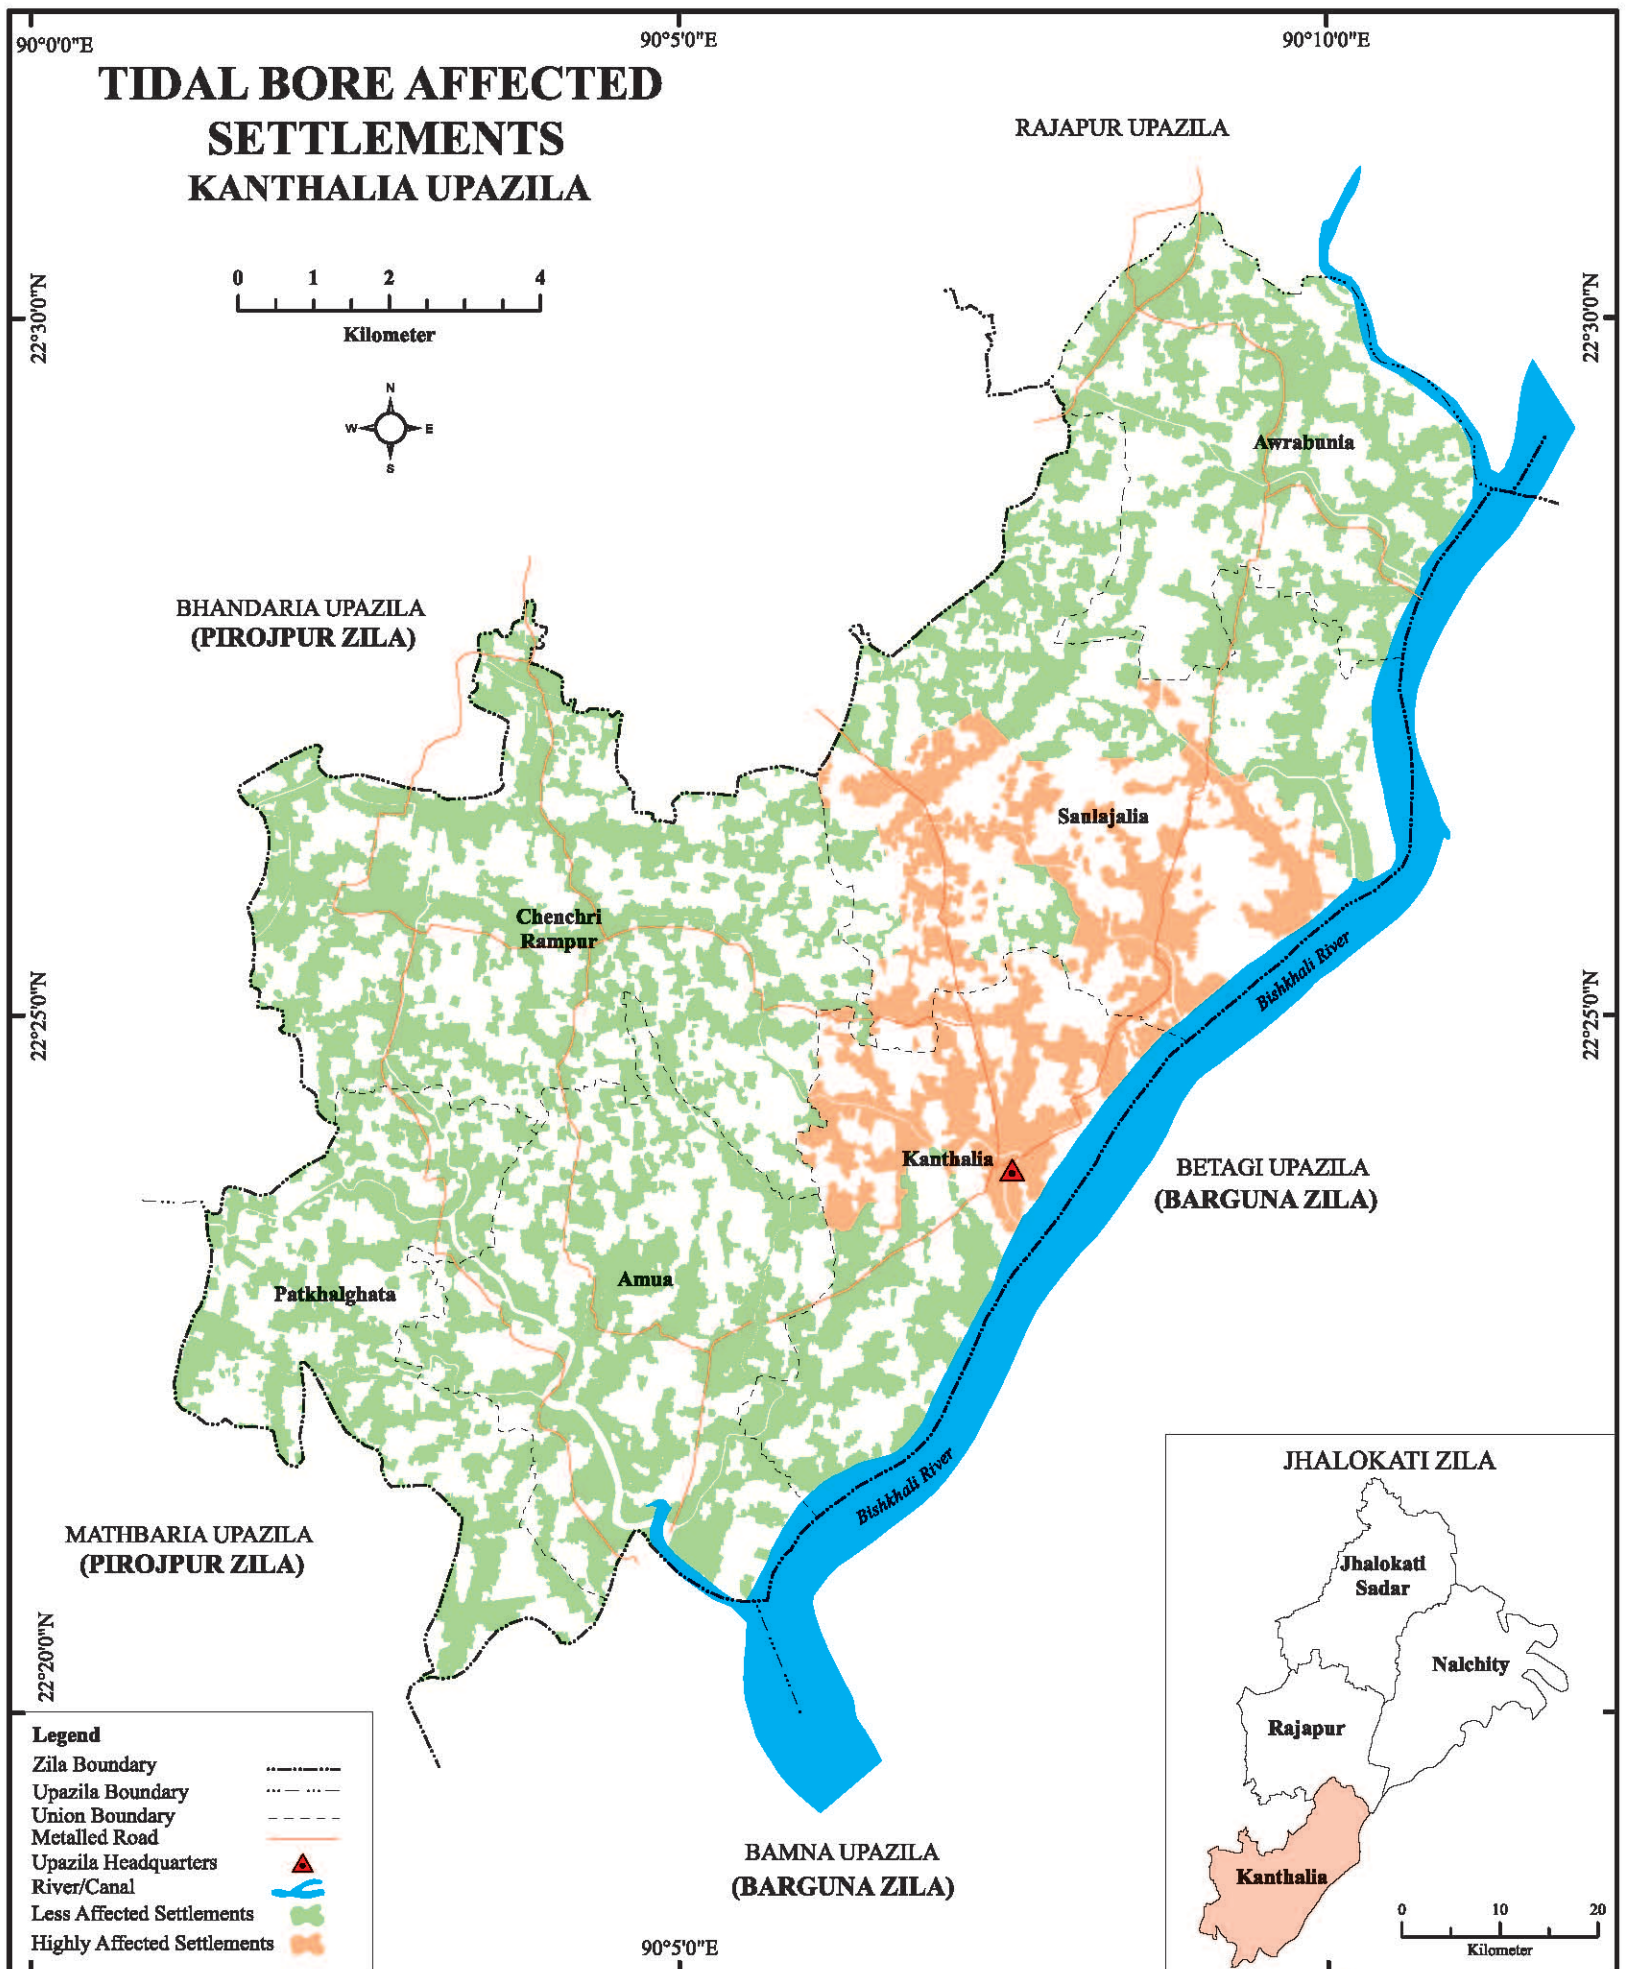 90°0'0"E
90°5'0"E
90°10'0"E
TIDAL BORE AFFECTED
SETTLEMENTS
KANTHALIA UPAZILA
RAJAPUR UPAZILA
0 1 2 4
Kilometer
22°30'0"N
22°30'0"N
N
W E
S
Awrabunia
BHANDARIA UPAZILA
(PIROJPUR ZILA)
Saulajalia
Chenchri
Rampur
Bishkhali River
22°25'0"N
22°25'0"N
Kanthalia
BETAGI UPAZILA
(BARGUNA ZILA)
Amua
Patkhalghata
Bishkhali River
MATHBARIA UPAZILA
(PIROJPUR ZILA)
22°20'0"N
JHALOKATI ZILA
Jhalokati
Sadar
Nalchity
Rajapur
Kanthalia
0 10 20
Kilometer
Legend
Zila Boundary
Upazila Boundary
Union Boundary
Metalled Road
Upazila Headquarters
River/Canal
Less Affected Settlements
Highly Affected Settlements
BAMNA UPAZILA
(BARGUNA ZILA)
90°5'0"E